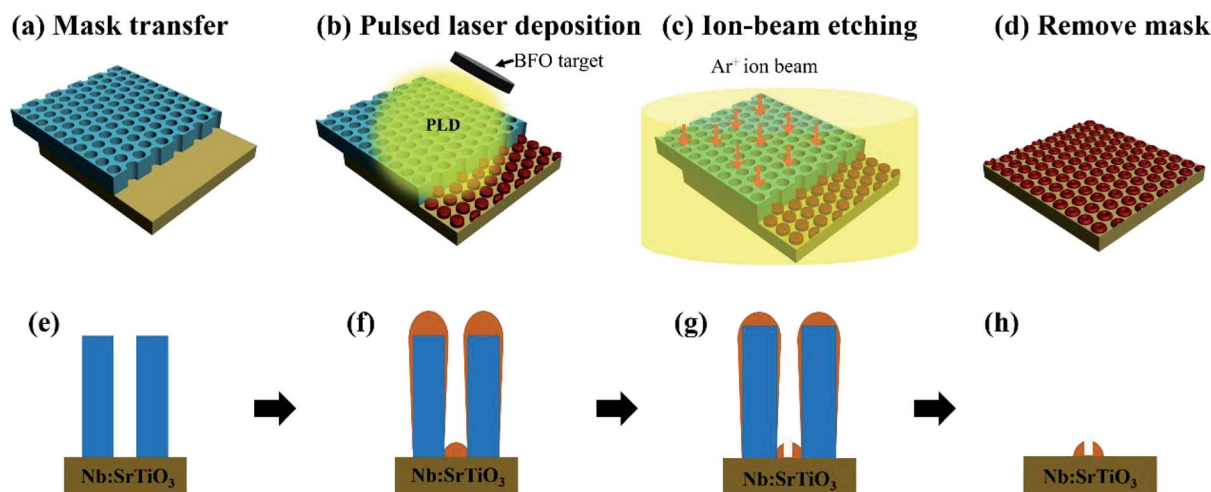 (a) Mask transfer
(b) Pulsed laser deposition
(c) Ion-beam etching
(d) Remove mask
BFO target
PLD
Ar⁺ ion beam
(e)
(f)
(g)
(h)
Nb:SrTiO₃
Nb:SrTiO₃
Nb:SrTiO₃
Nb:SrTiO₃